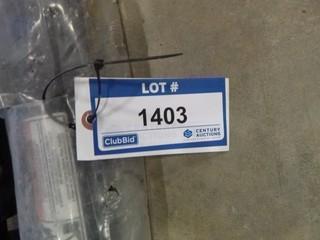 LOT #
1403
ClubBid
CENTURY
AUCTIONS